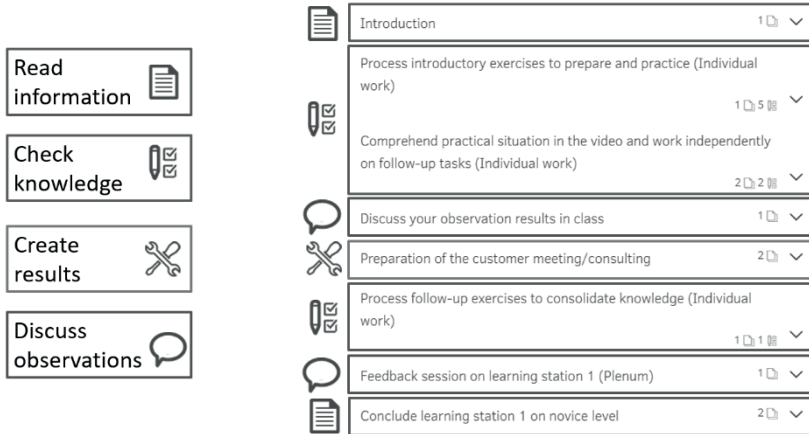 Read
information
Check
knowledge
Create
results
Discuss
observations
Introduction 1
Process introductory exercises to prepare and practice (Individual
work)
1 5
Comprehend practical situation in the video and work independently
on follow-up tasks (Individual work)
2 2
Discuss your observation results in class 1
Preparation of the customer meeting/consulting 2
Process follow-up exercises to consolidate knowledge (Individual
work)
1 1
Feedback session on learning station 1 (Plenum) 1
Conclude learning station 1 on novice level 2